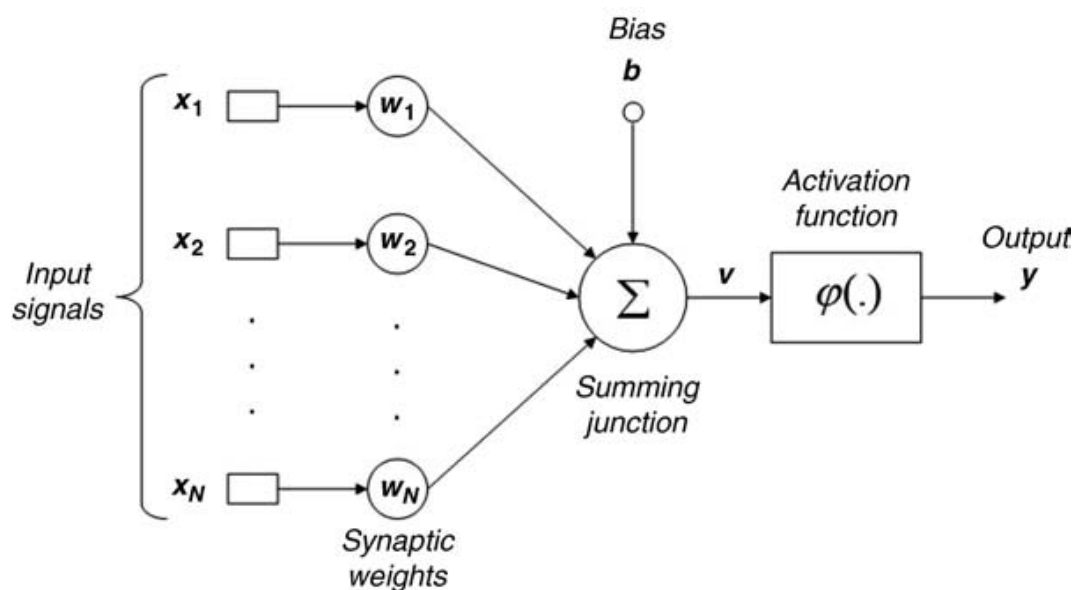 Bias
b
x1
w1
Activation
function
x2
w2
Output
y
Input
signals
Σ
v
φ(.)
Summing
junction
xN
wN
Synaptic
weights